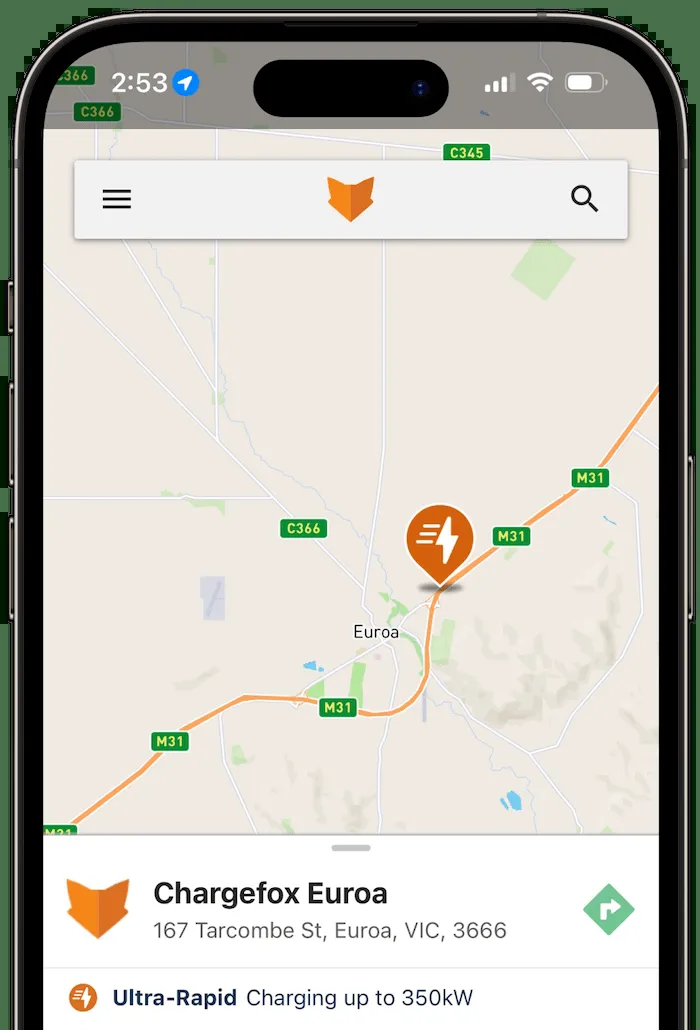 C366
2:53
C366
C345
M31
M31
C366
Euroa
M31
M31
M31
Chargefox Euroa
167 Tarcombe St, Euroa, VIC, 3666
Ultra-Rapid Charging up to 350kW